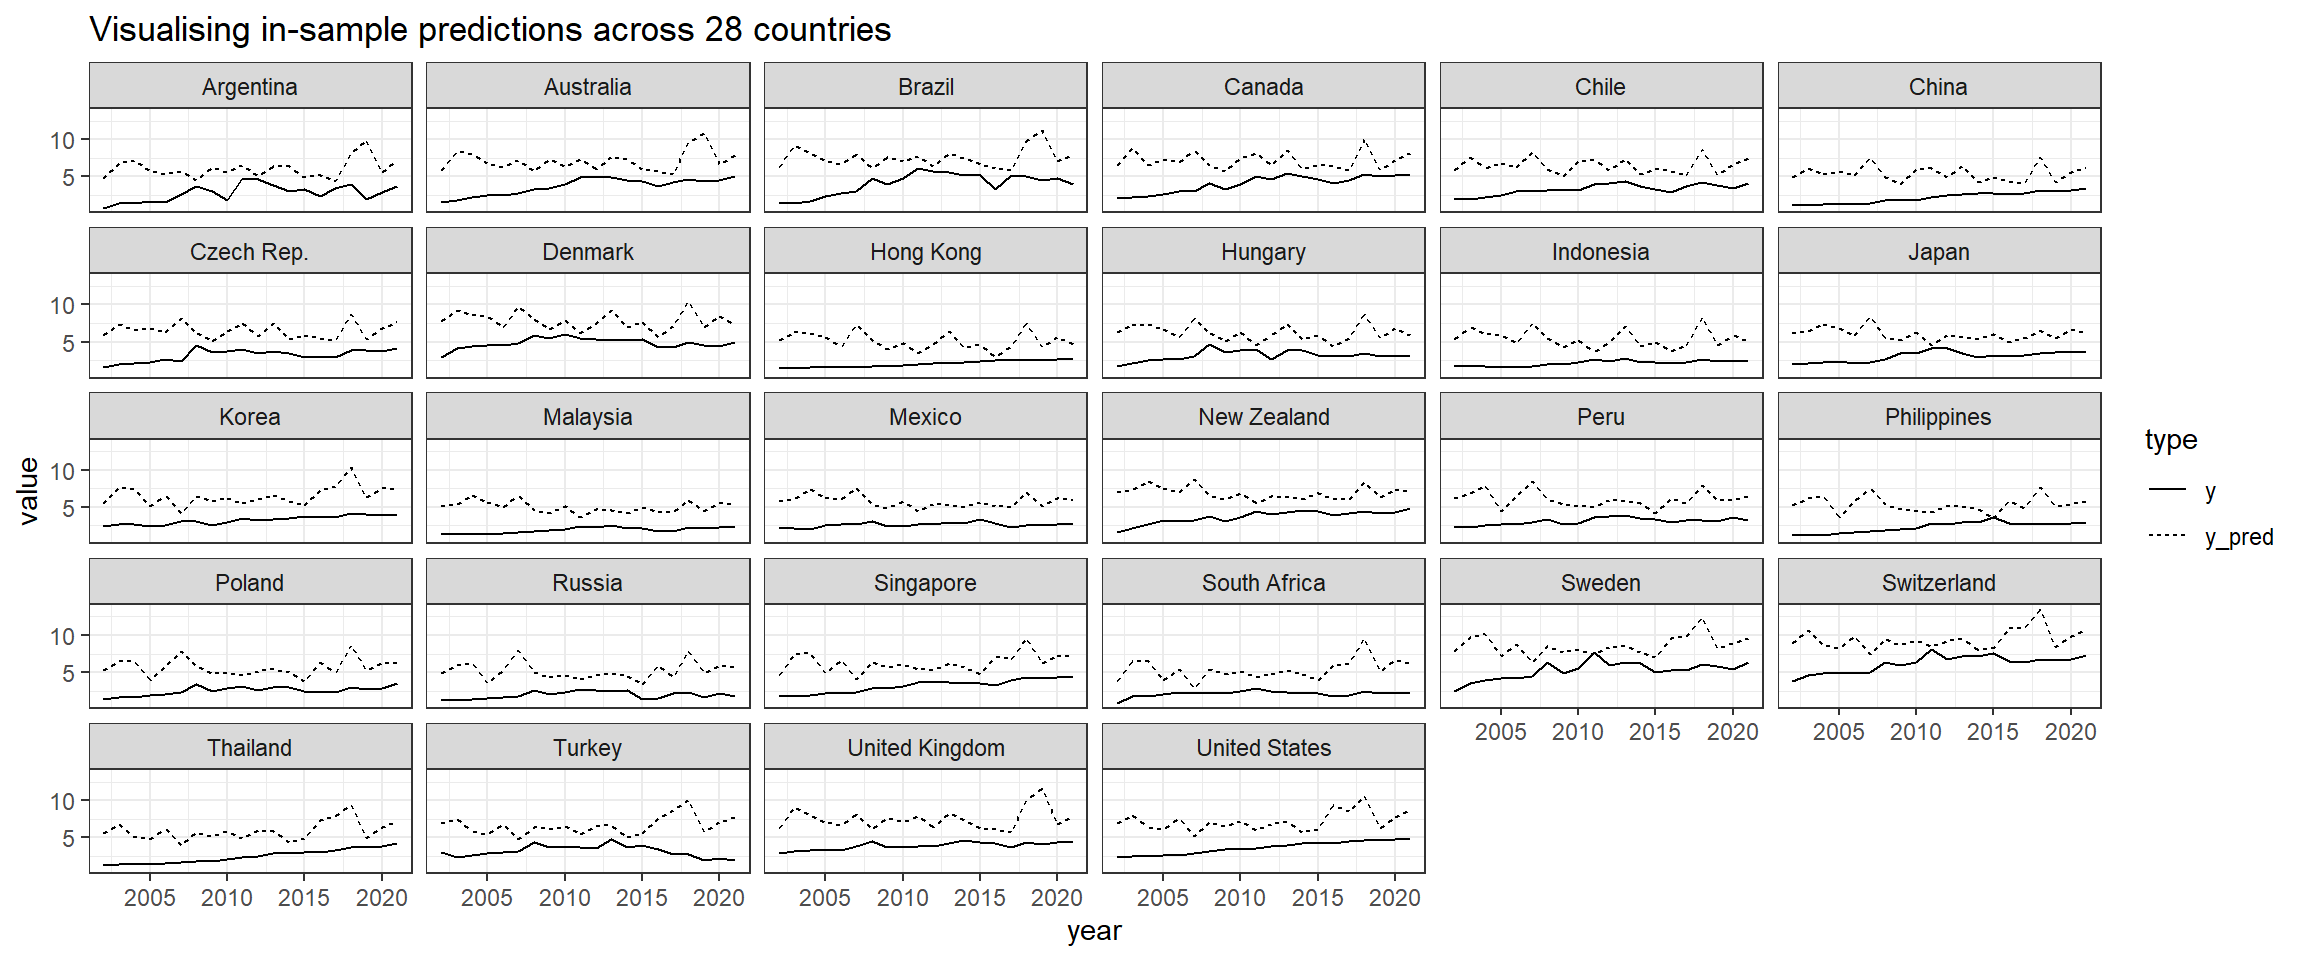 Visualising in-sample predictions across 28 countries
Argentina Australia Brazil Canada Chile China
10
5
Czech Rep. Denmark Hong Kong Hungary Indonesia Japan
10
5
Korea Malaysia Mexico New Zealand Peru Philippines
10
5
Poland Russia Singapore South Africa Sweden Switzerland
10
5
2005 2010 2015 2020 2005 2010 2015 2020
Thailand Turkey United Kingdom United States
10
5
2005 2010 2015 2020 2005 2010 2015 2020 2005 2010 2015 2020 2005 2010 2015 2020
year
value
type
y
y_pred